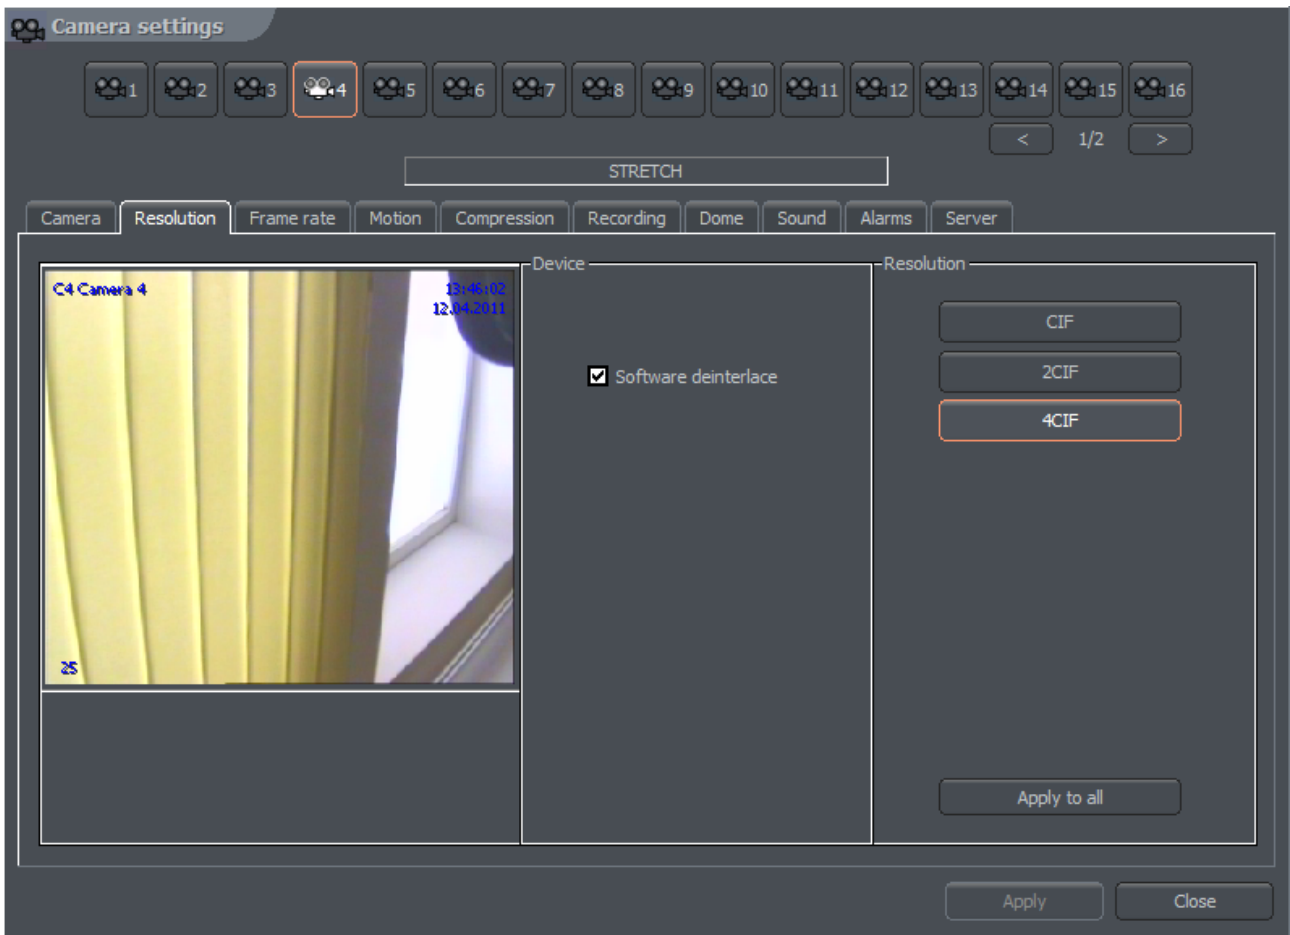 Camera settings
1 2 3 4 5 6 7 8 9 10 11 12 13 14 15 16
< 1/2 >
STRETCH
Camera Resolution Frame rate Motion Compression Recording Dome Sound Alarms Server
Device
Resolution
C4 Camera 4
13:46:02
12.04.2011
25
Software deinterlace
CIF
2CIF
4CIF
Apply to all
Apply Close